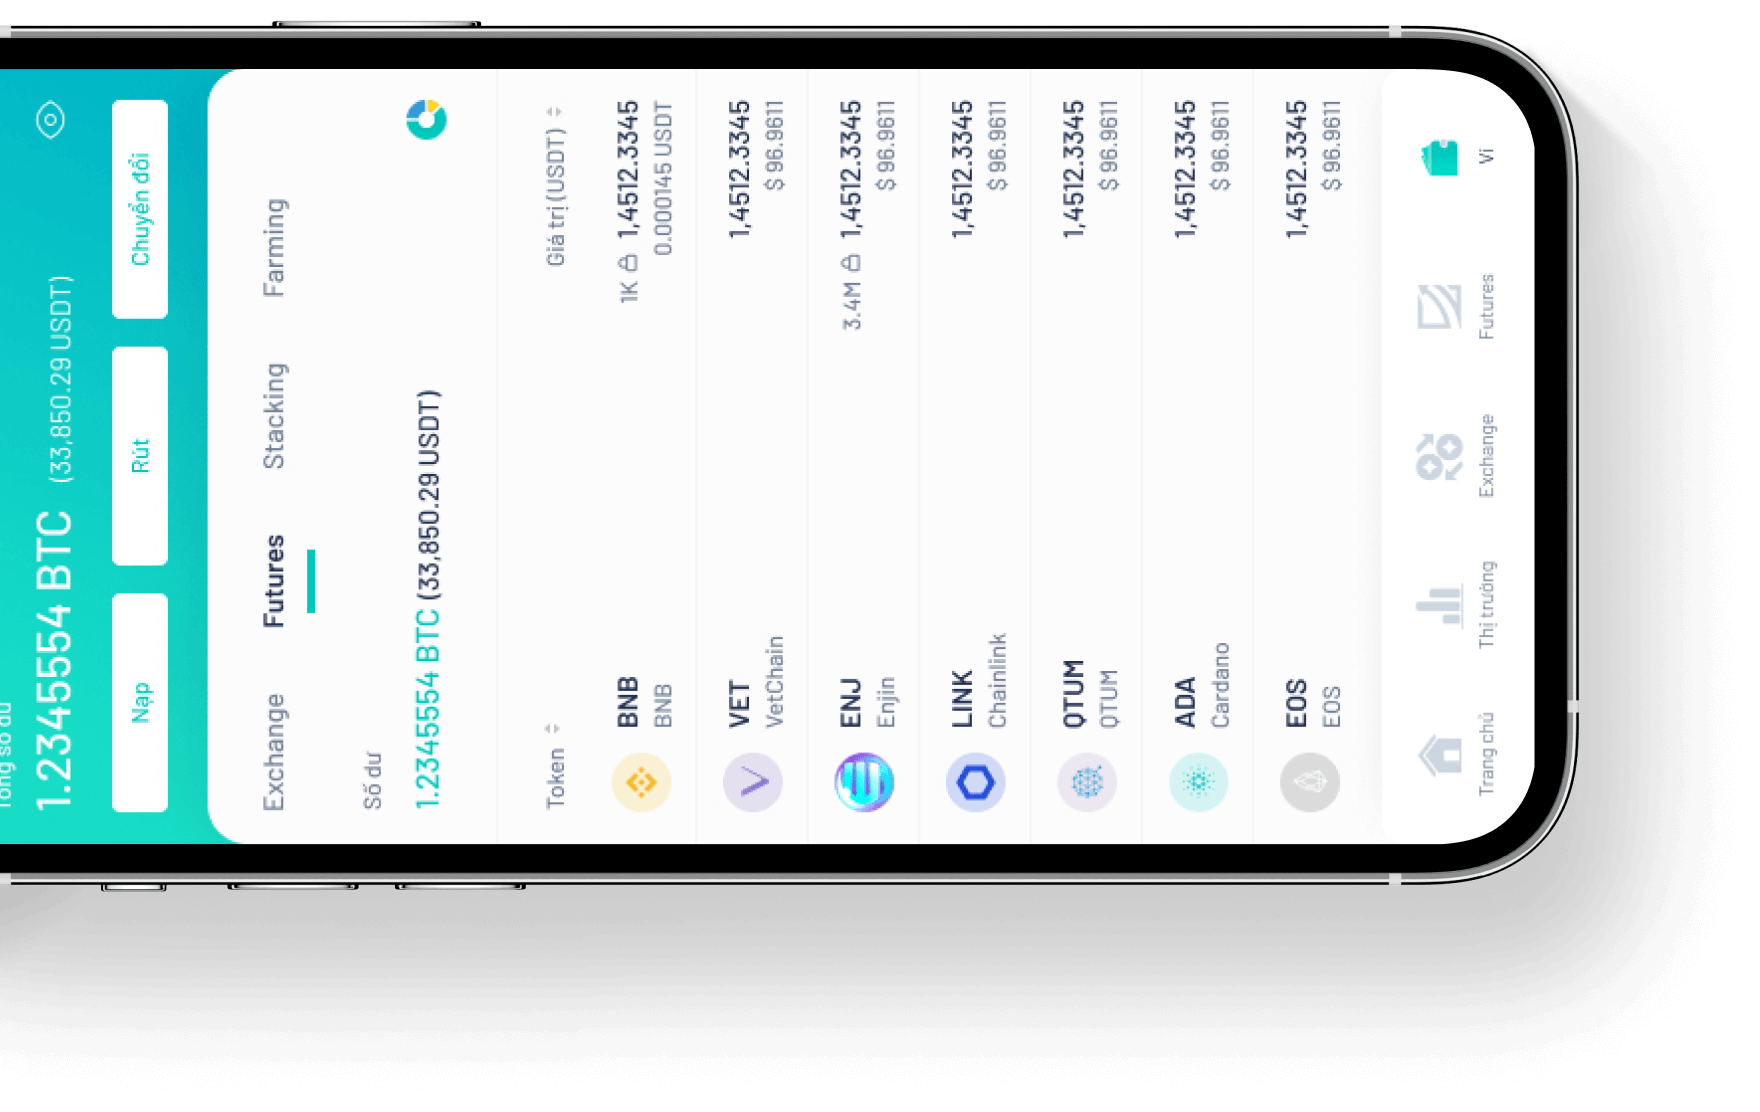 Tổng số dư
1.2345554 BTC (33,850.29 USDT)
Nạp Rút Chuyển đổi
Exchange Futures Stacking Farming
Số dư
1.2345554 BTC (33,850.29 USDT)
Token Giá trị (USDT)
BNB 1K 1,4512.3345
BNB 0.000145 USDT
VET 1,4512.3345
VetChain $ 96.9611
ENJ 3.4M 1,4512.3345
Enjin $ 96.9611
LINK 1,4512.3345
Chainlink $ 96.9611
QTUM 1,4512.3345
QTUM $ 96.9611
ADA 1,4512.3345
Cardano $ 96.9611
EOS 1,4512.3345
EOS $ 96.9611
Trang chủ Thị trường Exchange Futures Ví